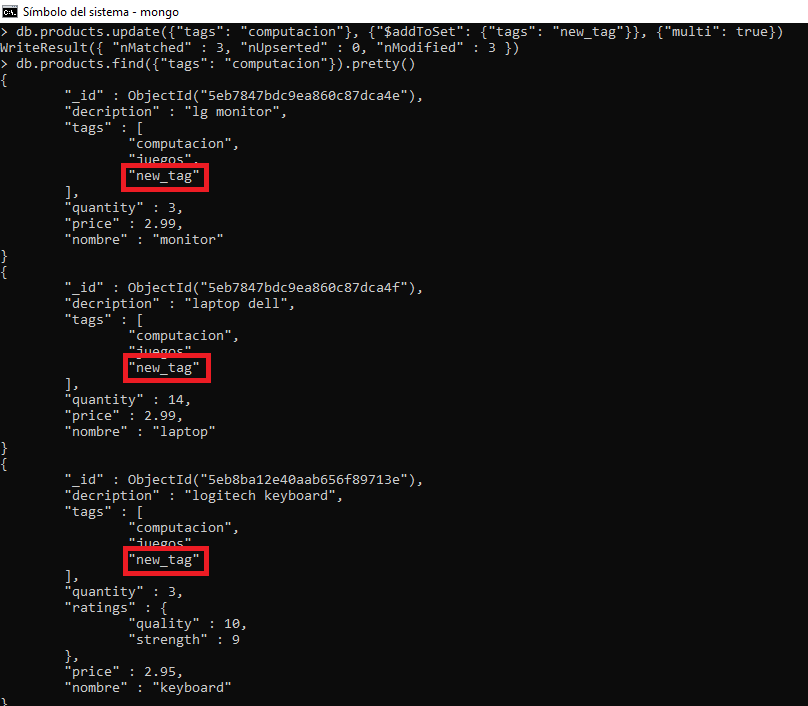 Símbolo del sistema - mongo
> db.products.update({"tags": "computacion"}, {"$addToSet": {"tags": "new_tag"}}, {"multi": true})
WriteResult({ "nMatched" : 3, "nUpserted" : 0, "nModified" : 3 })
> db.products.find({"tags": "computacion"}).pretty()
{
"_id" : ObjectId("5eb7847bdc9ea860c87dca4e"),
"decription" : "lg monitor",
"tags" : [
"computacion",
"juegos",
"new_tag"
],
"quantity" : 3,
"price" : 2.99,
"nombre" : "monitor"
}
{
"_id" : ObjectId("5eb7847bdc9ea860c87dca4f"),
"decription" : "laptop dell",
"tags" : [
"computacion",
"juegos"
"new_tag"
],
"quantity" : 14,
"price" : 2.99,
"nombre" : "laptop"
}
{
"_id" : ObjectId("5eb8ba12e40aab656f89713e"),
"decription" : "logitech keyboard",
"tags" : [
"computacion",
"juegos"
"new_tag"
],
"quantity" : 3,
"ratings" : {
"quality" : 10,
"strength" : 9
},
"price" : 2.95,
"nombre" : "keyboard"
}